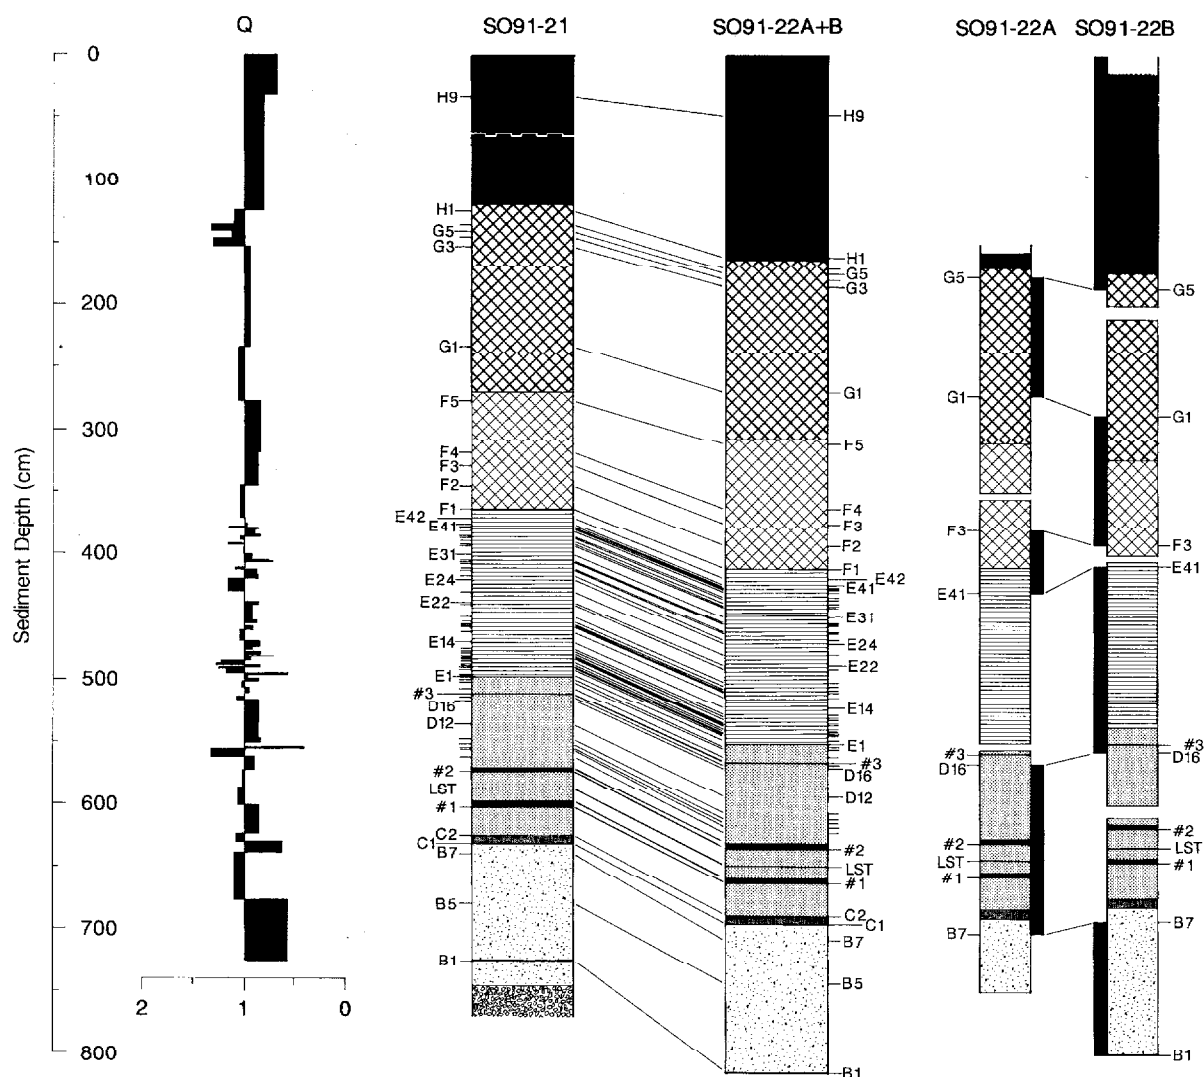 Q
SO91-21
SO91-22A+B
SO91-22A
SO91-22B
Sediment Depth (cm)
0
100
200
300
400
500
600
700
800
2
1
0
H9
H1
G5
G3
G1
F5
F4
F3
F2
F1
E42
E41
E31
E24
E22
E14
E1
#3
D16
D12
#2
LST
#1
C2
C1
B7
B5
B1
H9
H1
G5
G3
G1
F5
F4
F3
F2
F1
E42
E41
E31
E24
E22
E14
E1
#3
D16
D12
#2
LST
#1
C2
C1
B7
B5
B1
G5
G1
F3
E41
#3
D16
#2
LST
#1
B7
G5
G1
F3
E41
#3
D16
#2
LST
#1
B7
B1